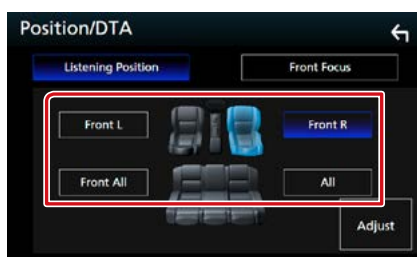 Position/DTA
Listening Position
Front Focus
Front L
Front R
Front All
All
Adjust